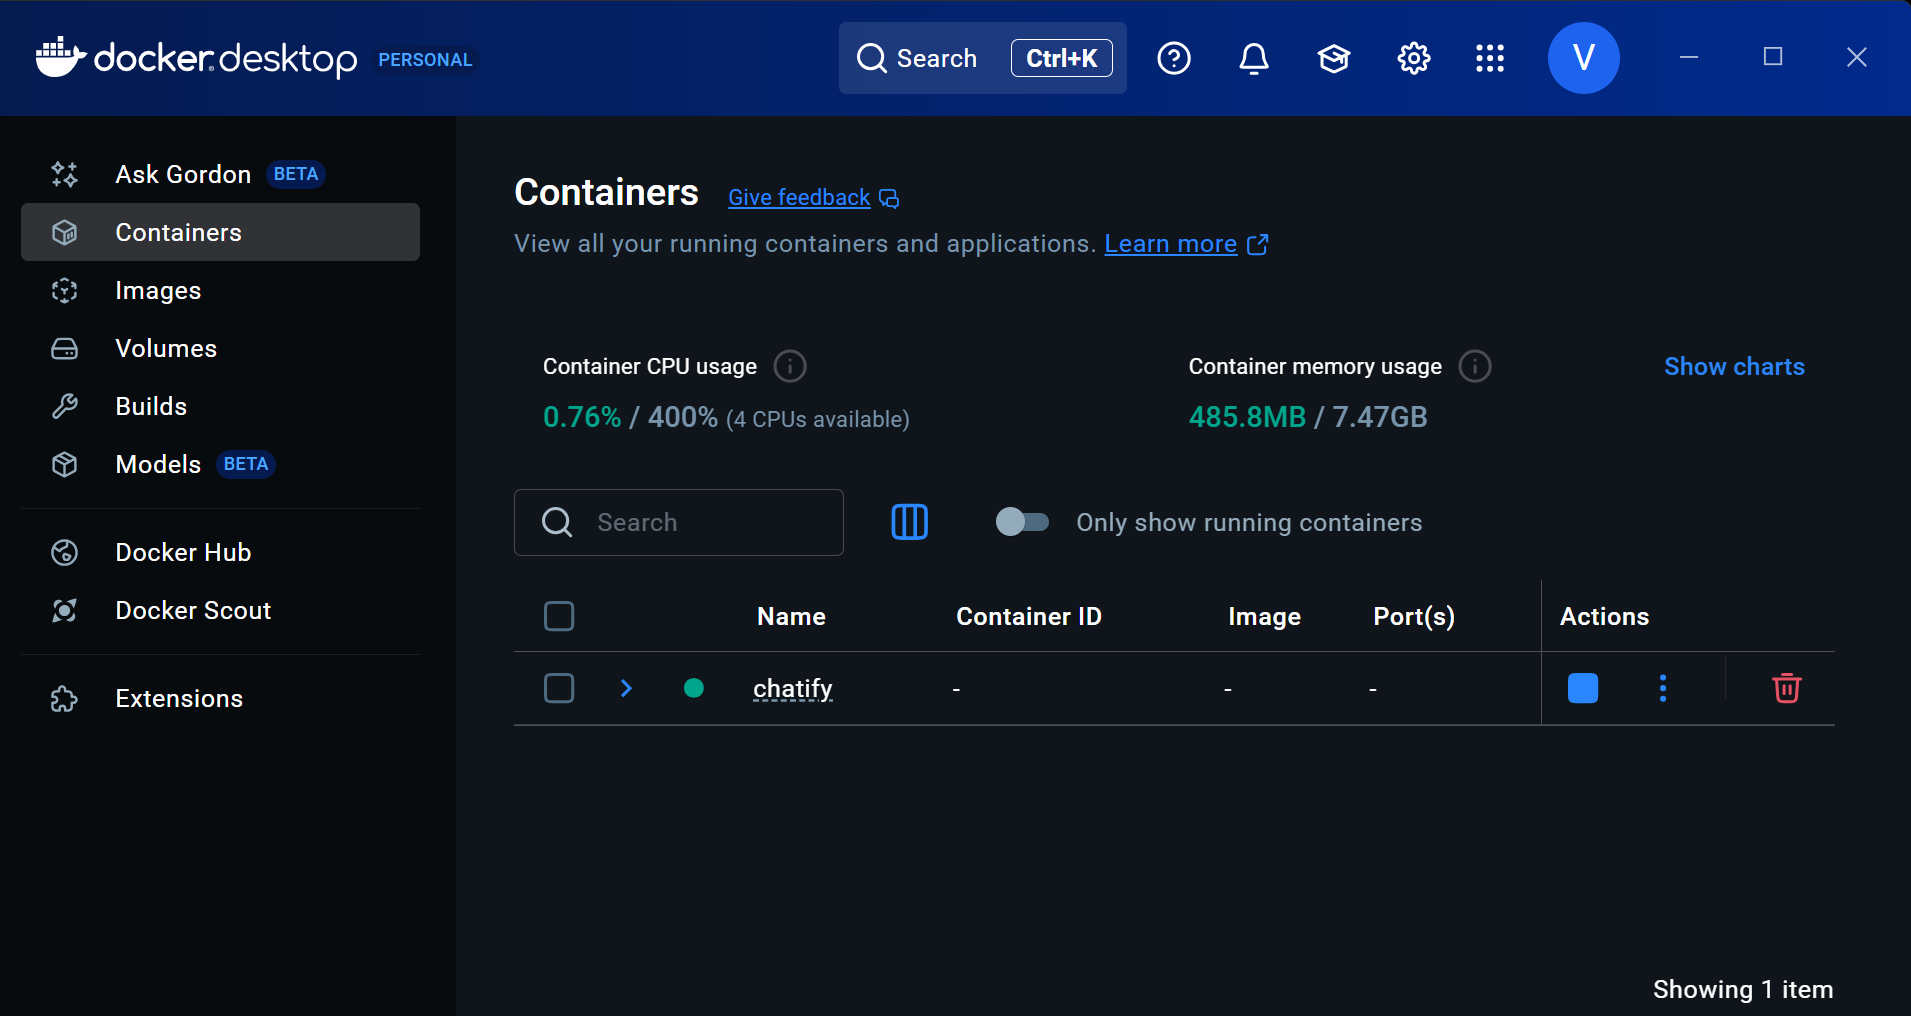 docker desktop PERSONAL
Search Ctrl+K
V
Ask Gordon BETA
Containers
Images
Volumes
Builds
Models BETA
Docker Hub
Docker Scout
Extensions
Containers Give feedback
View all your running containers and applications. Learn more
Container CPU usage
0.76% / 400% (4 CPUs available)
Container memory usage
485.8MB / 7.47GB
Show charts
Search
Only show running containers
Name Container ID Image Port(s) Actions
chatify - - -
Showing 1 item